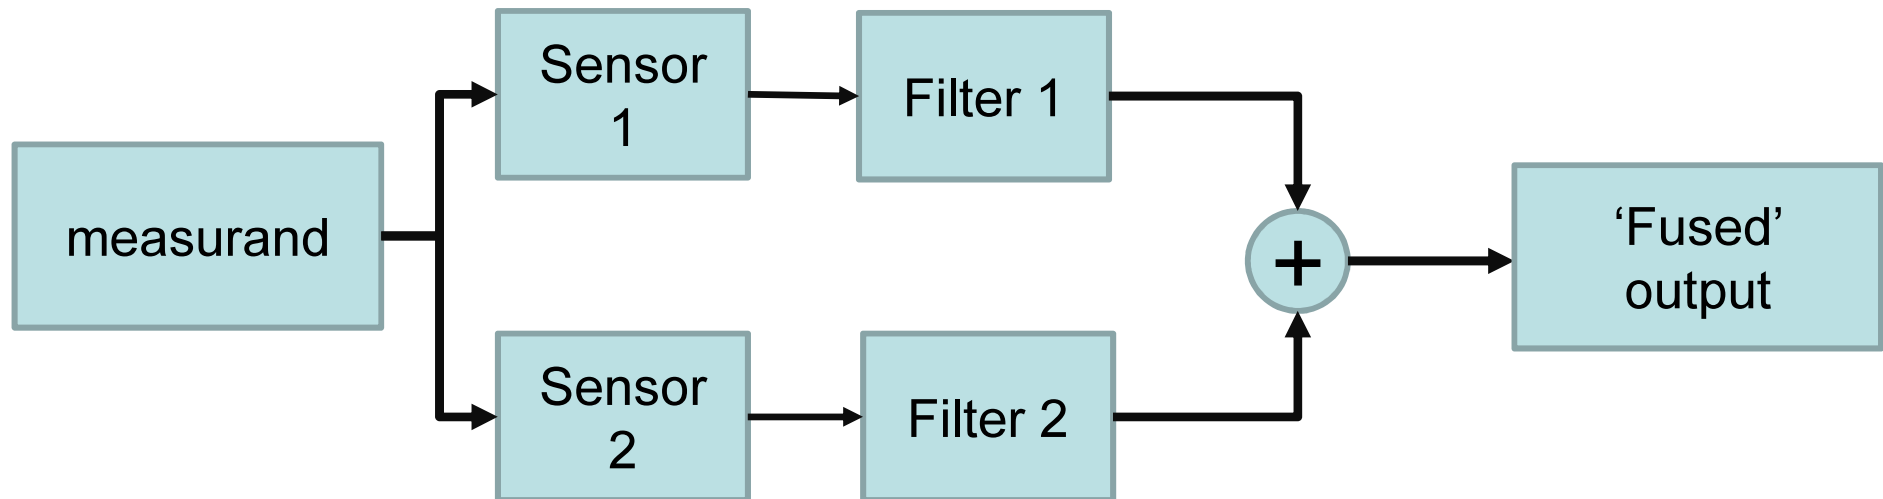 measurand
Sensor
1
Filter 1
Sensor
2
Filter 2
+
‘Fused’
output